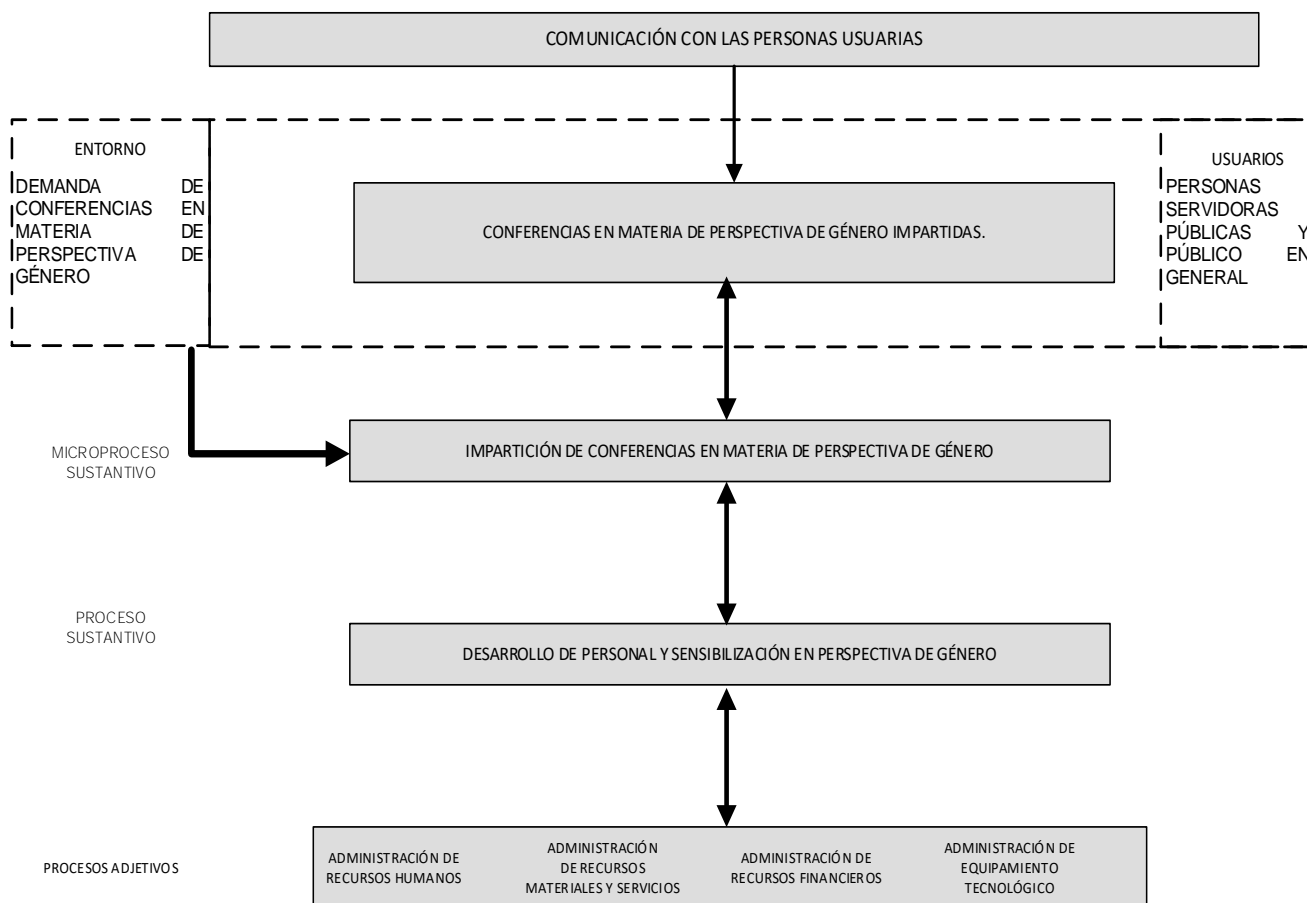 COMUNICACIÓN CON LAS PERSONAS USUARIAS
ENTORNO
DEMANDA DE
CONFERENCIAS EN
MATERIA DE
PERSPECTIVA DE
GÉNERO
CONFERENCIAS EN MATERIA DE PERSPECTIVA DE GÉNERO IMPARTIDAS.
USUARIOS
PERSONAS
SERVIDORAS
PÚBLICAS Y
PÚBLICO EN
GENERAL
MICROPROCESO
SUSTANTIVO
IMPARTICIÓN DE CONFERENCIAS EN MATERIA DE PERSPECTIVA DE GÉNERO
PROCESO
SUSTANTIVO
DESARROLLO DE PERSONAL Y SENSIBILIZACIÓN EN PERSPECTIVA DE GÉNERO
PROCESOS ADJETIVOS
ADMINISTRACIÓN DE
RECURSOS HUMANOS
ADMINISTRACIÓN
DE RECURSOS
MATERIALES Y SERVICIOS
ADMINISTRACIÓN DE
RECURSOS FINANCIEROS
ADMINISTRACIÓN DE
EQUIPAMIENTO
TECNOLÓGICO